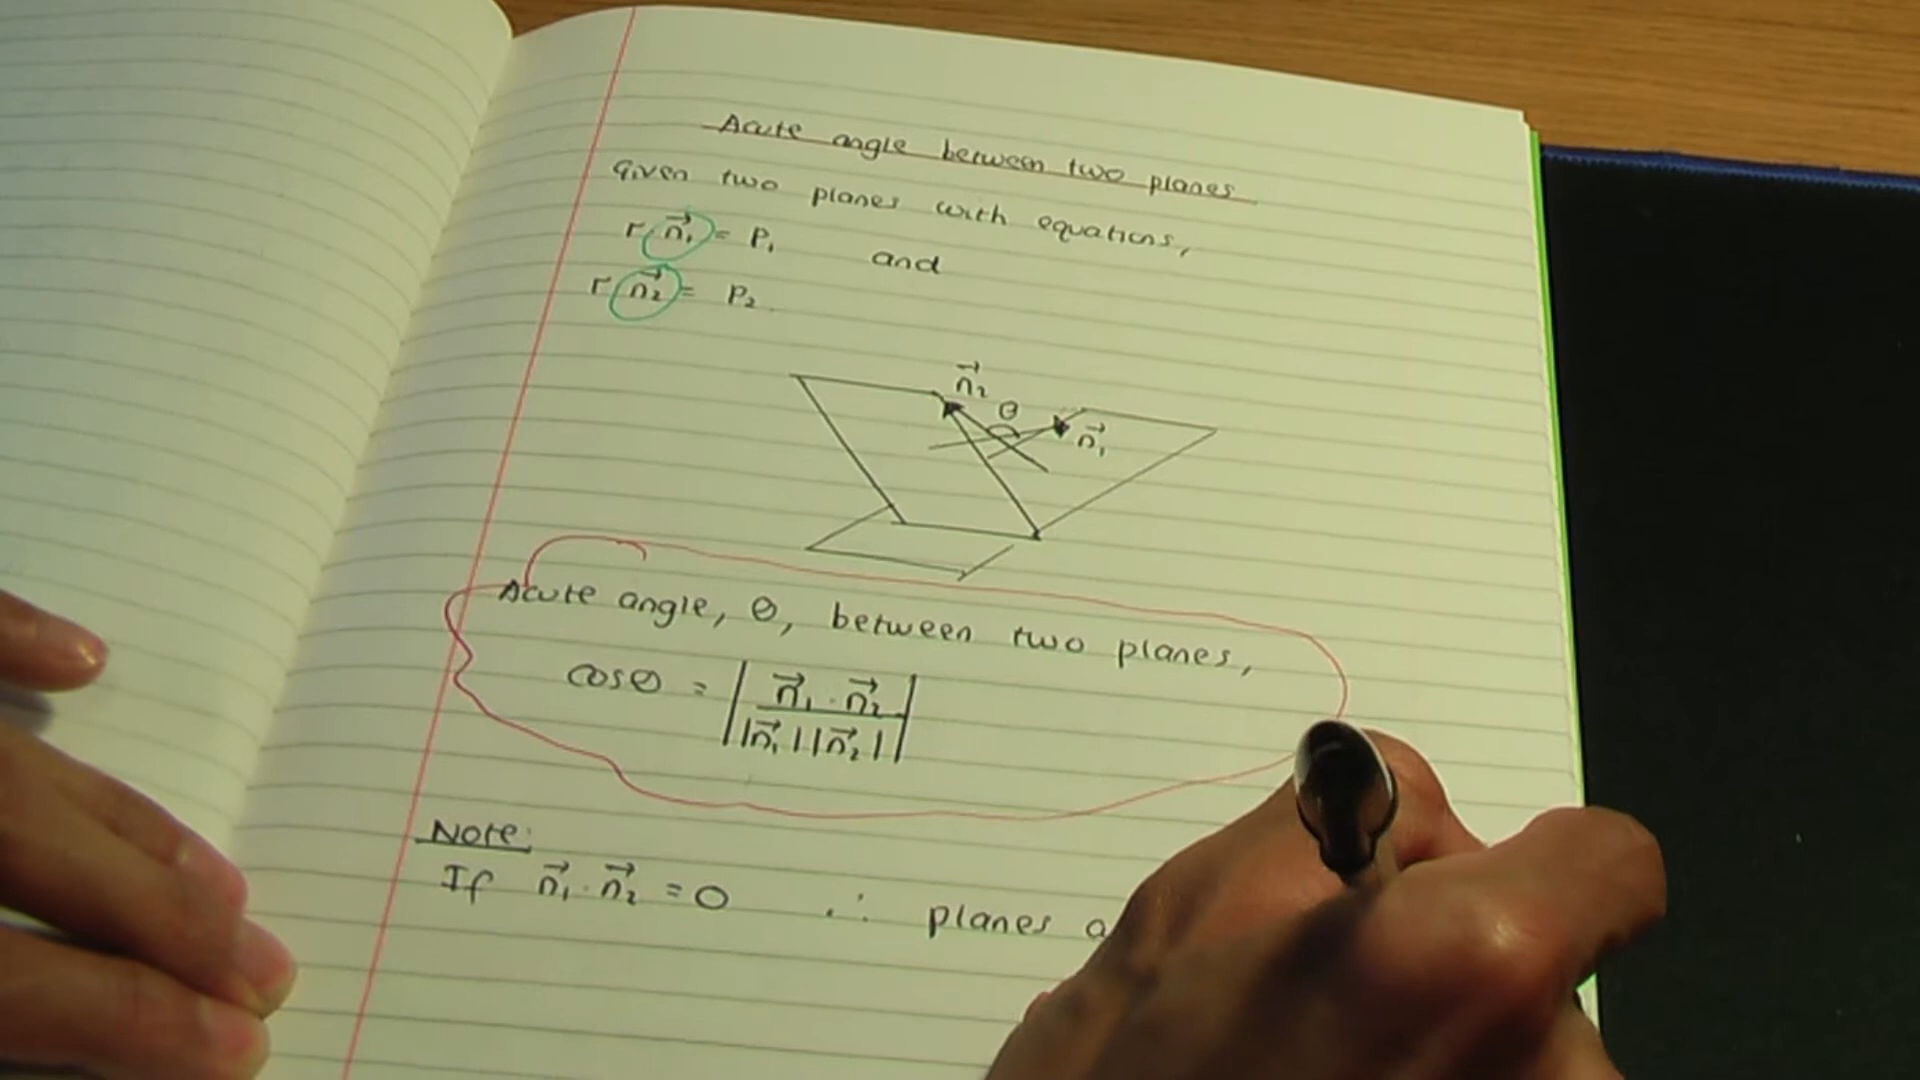 Acute angle between two planes
Given two planes with equations,
r.n⃗₁ = P₁ and
r.n⃗₂ = P₂
n⃗₂
θ
n⃗₁
Acute angle, θ, between two planes,
cosθ = | n⃗₁ . n⃗₂ / |n⃗₁| |n⃗₂| |
Note:
If n⃗₁ . n⃗₂ = 0 ∴ planes